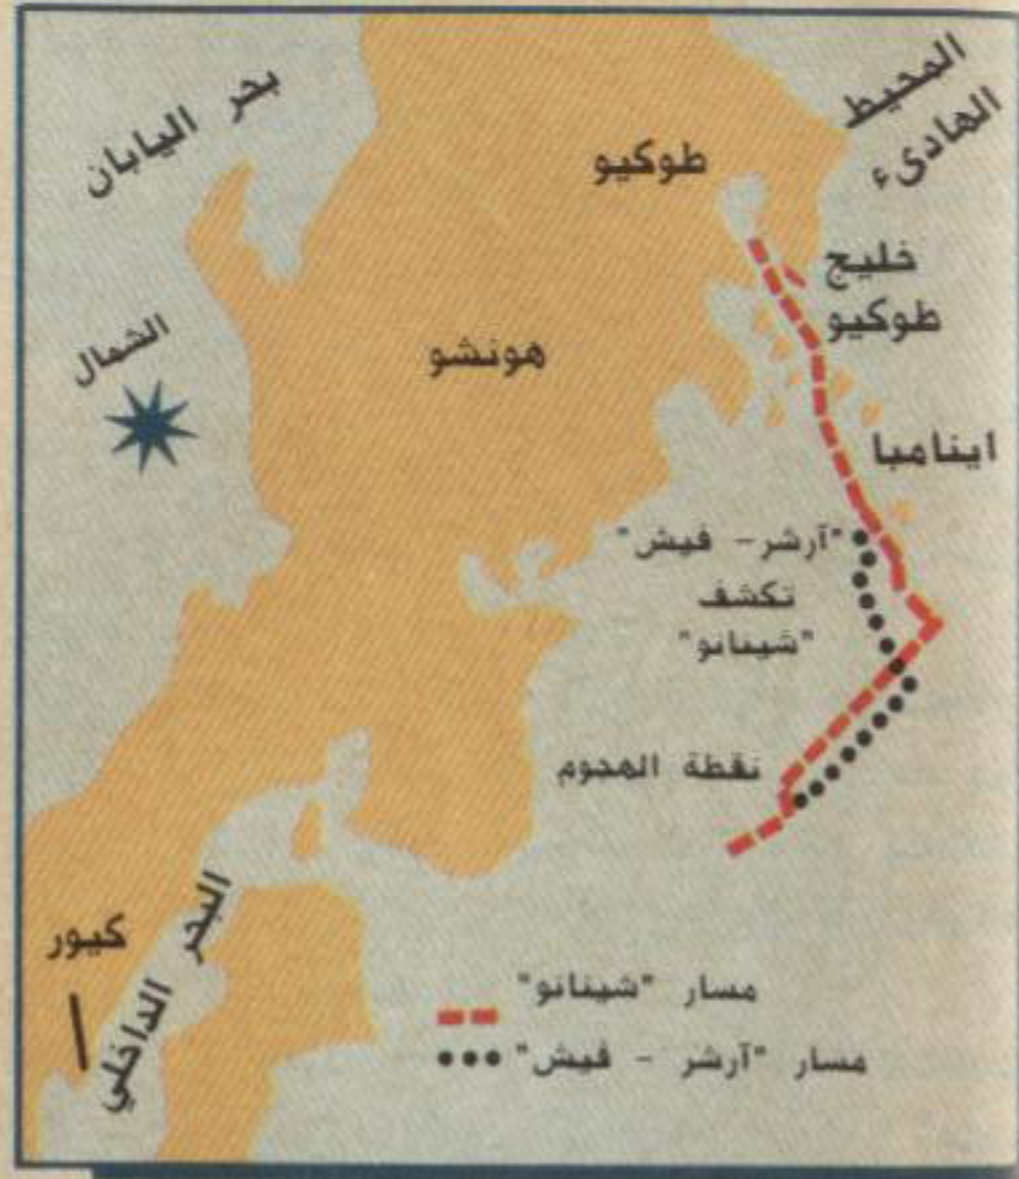 بحر اليابان
المحيط
الهادىء
طوكيو
خليج
طوكيو
الشمال
هونشو
اينامبا
"آرشر - فيش"
تكشف
"شينانو"
نقطة الهجوم
كيور
البحر الداخلي
مسار "شينانو"
مسار "آرشر - فيش"